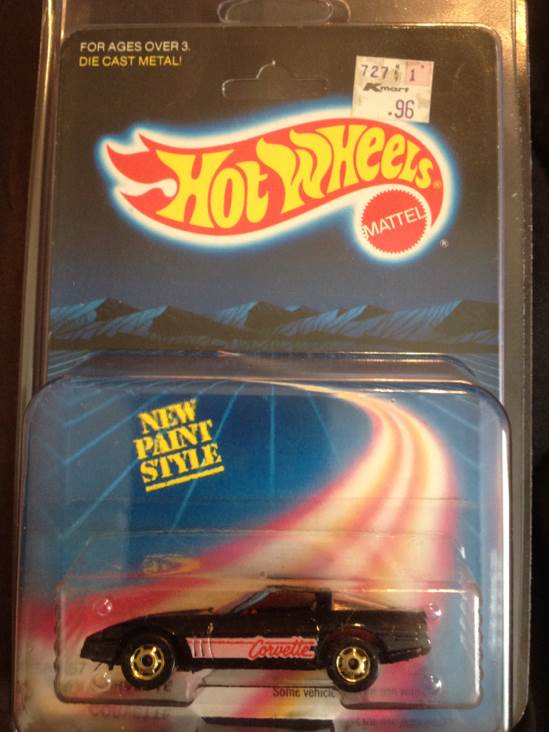 FOR AGES OVER 3.
DIE CAST METAL!
727 1
Kmart
.96
HOT WHEELS®
MATTEL
®
NEW
PAINT
STYLE
Corvette
Some vehicle